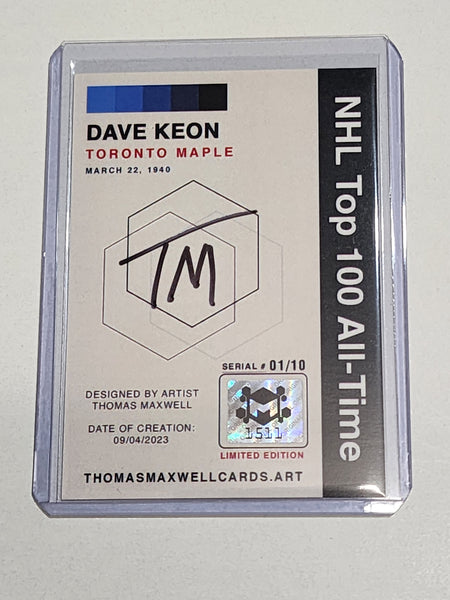 DAVE KEON
TORONTO MAPLE
MARCH 22, 1940
NHL Top 100 All-Time
TM
SERIAL # 01/10
1511
LIMITED EDITION
DESIGNED BY ARTIST
THOMAS MAXWELL
DATE OF CREATION:
09/04/2023
THOMASMAXWELLCARDS.ART